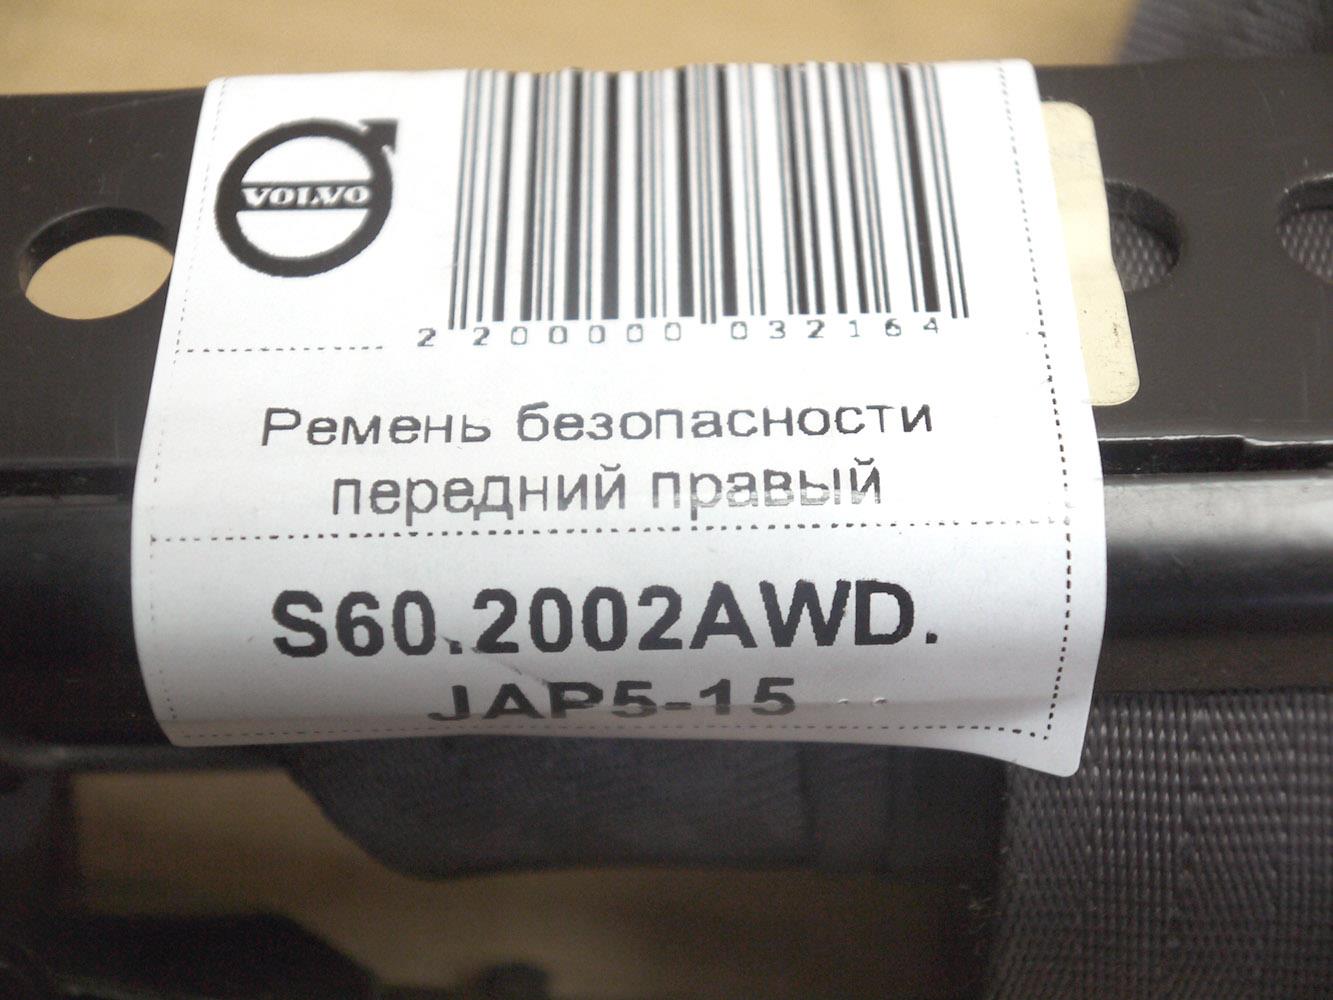 VOLVO
2 200000 032164
Ремень безопасности
передний правый
S60.2002AWD.
JAP5-15